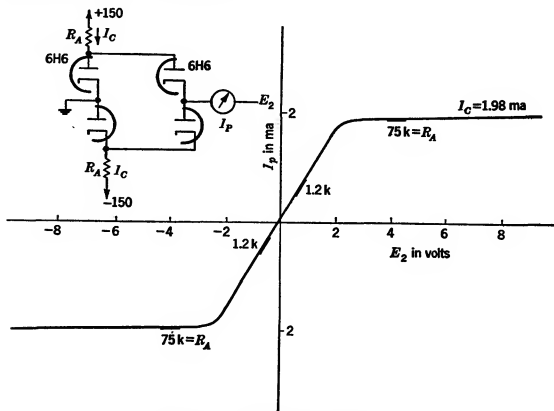 +150
R_A I_C
6H6 6H6
E_2
I_P
R_A I_C
−150
I_P in ma
2
I_C = 1.98 ma
75 k = R_A
1.2 k
−8 −6 −4 −2 0 2 4 6 8
1.2 k
E_2 in volts
2
75 k = R_A